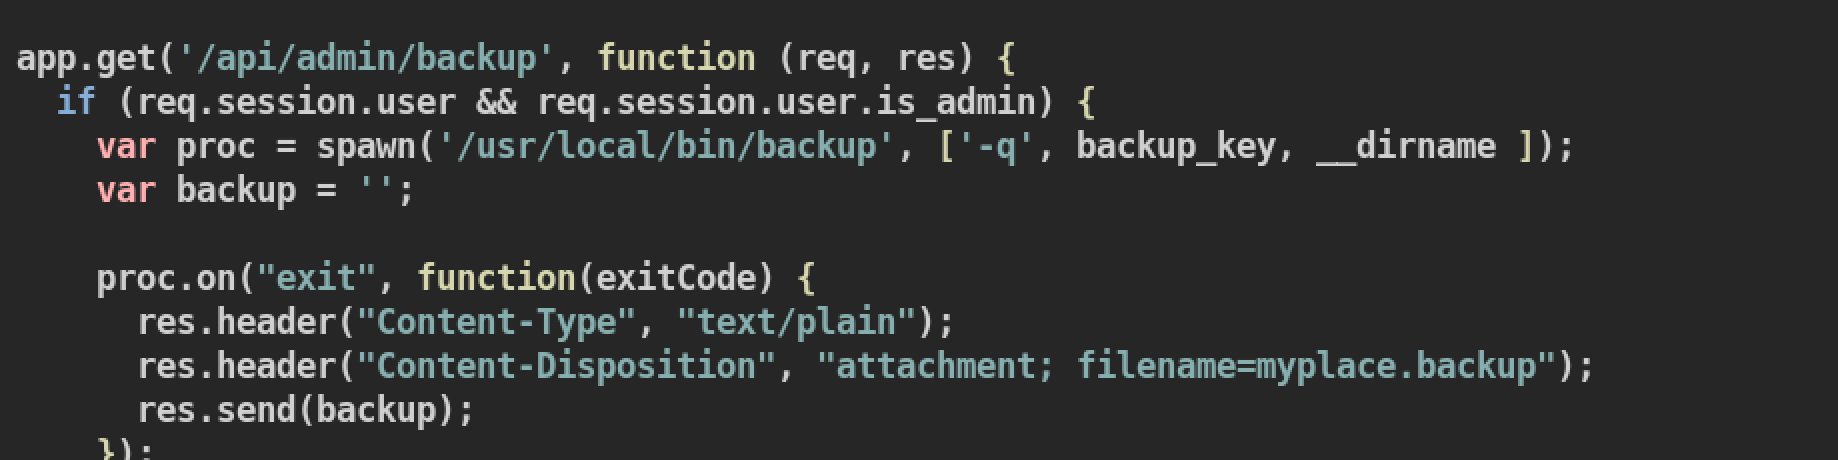 app.get('/api/admin/backup', function (req, res) {
  if (req.session.user && req.session.user.is_admin) {
    var proc = spawn('/usr/local/bin/backup', ['-q', backup_key, __dirname ]);
    var backup = '';

    proc.on("exit", function(exitCode) {
      res.header("Content-Type", "text/plain");
      res.header("Content-Disposition", "attachment; filename=myplace.backup");
      res.send(backup);
    });